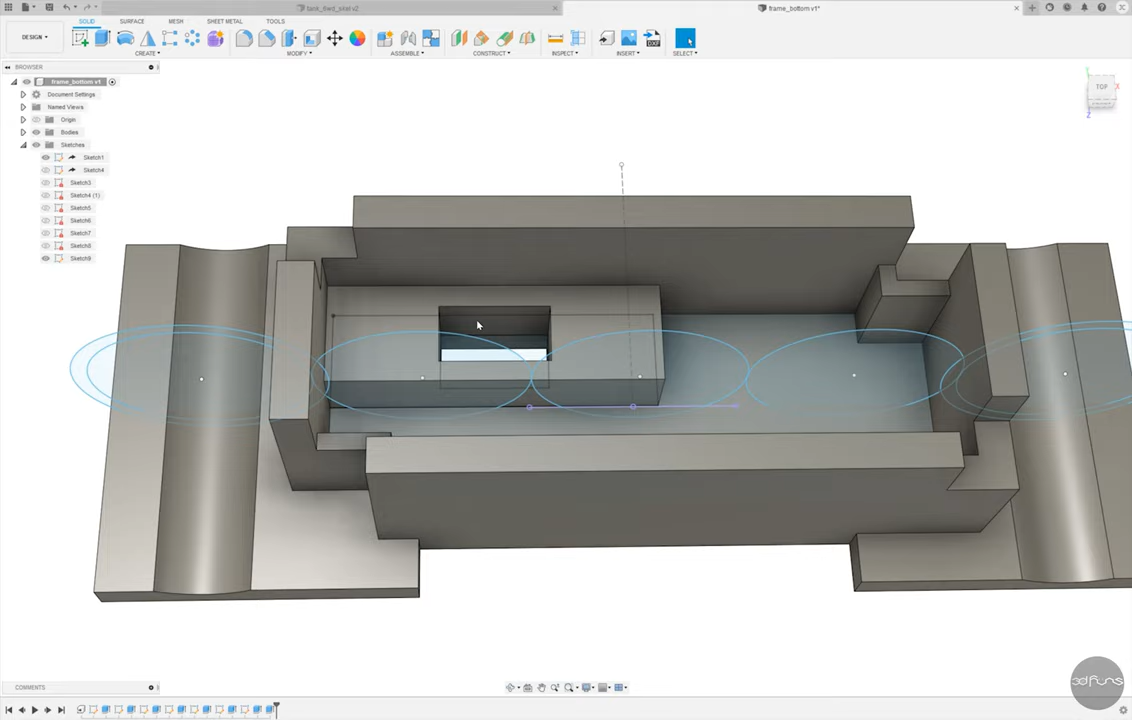 tank_tred_skel v2
frame_bottom v1*
DESIGN
SOLID SURFACE MESH SHEET METAL TOOLS
CREATE MODIFY ASSEMBLE CONSTRUCT INSPECT INSERT SELECT
BROWSER
frame_bottom v1
Document Settings
Named Views
Origin
Bodies
Sketches
Sketch1
Sketch4
Sketch3
Sketch4 (1)
Sketch5
Sketch6
Sketch7
Sketch8
Sketch9
TOP
Y
X
Z
COMMENTS
3dfuns